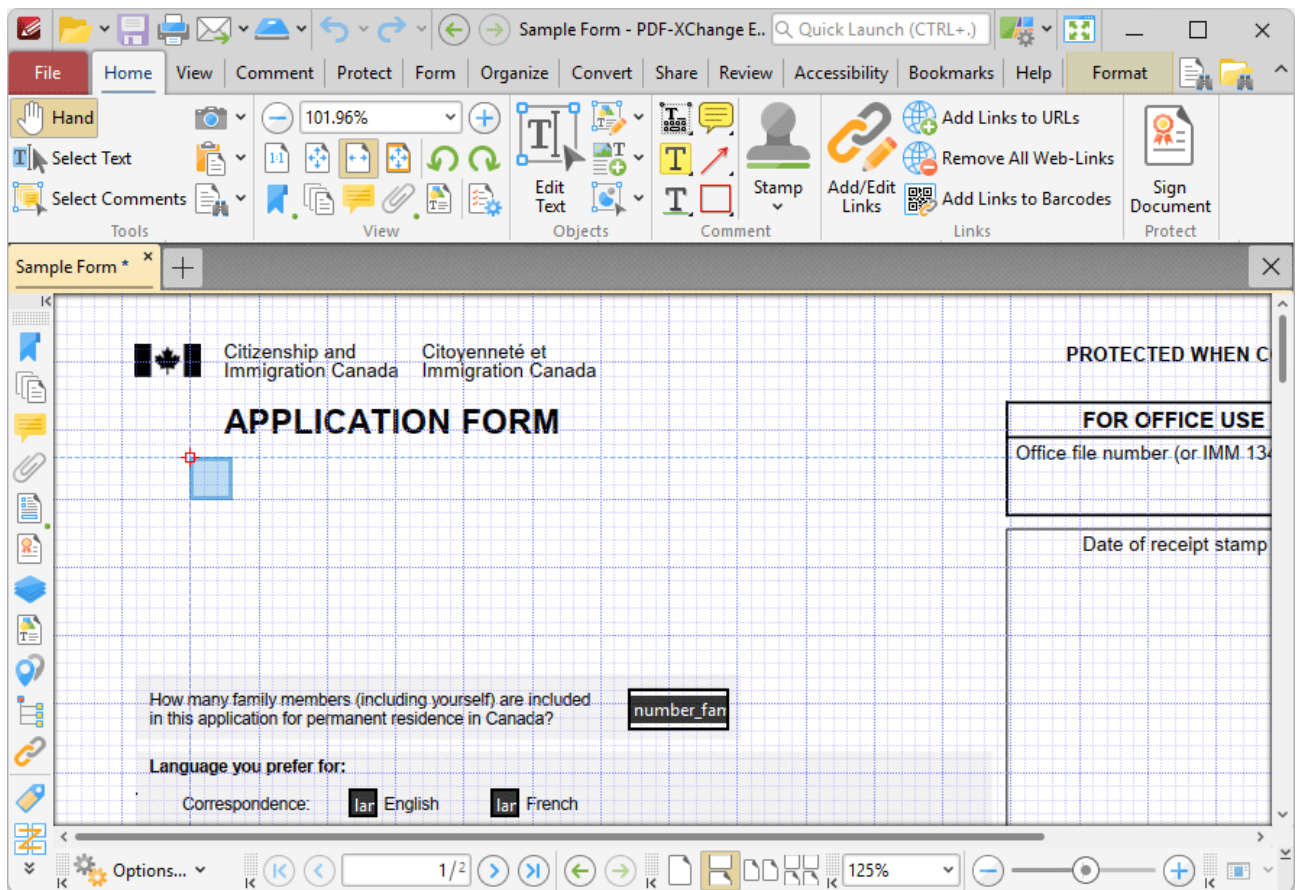 Sample Form - PDF-XChange E..
Quick Launch (CTRL+.)
File Home View Comment Protect Form Organize Convert Share Review Accessibility Bookmarks Help Format
Hand
Select Text
Select Comments
Tools
101.96%
1:1
View
Edit
Text
Objects
Comment
Stamp
Add/Edit
Links
Add Links to URLs
Remove All Web-Links
Add Links to Barcodes
Links
Sign
Document
Protect
Sample Form *
Citizenship and
Immigration Canada
Citoyenneté et
Immigration Canada
PROTECTED WHEN C
APPLICATION FORM
FOR OFFICE USE
Office file number (or IMM 134
Date of receipt stamp
How many family members (including yourself) are included
in this application for permanent residence in Canada?
number_fam
Language you prefer for:
Correspondence: lar English lar French
Options... 1/2 125%